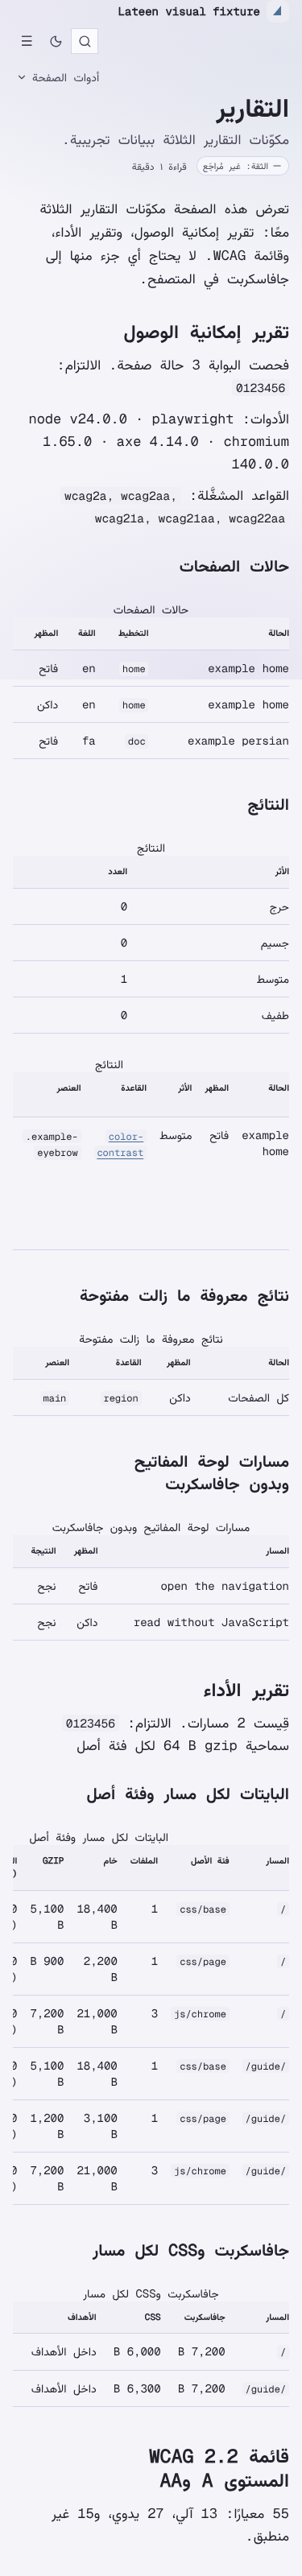 Lateen visual fixture
أدوات الصفحة
التقارير
مكوّنات التقارير الثلاثة ببيانات تجريبية.
— الثقة: غير مُراجَع قراءة ١ دقيقة
تعرض هذه الصفحة مكوّنات التقارير الثلاثة
معًا: تقرير إمكانية الوصول، وتقرير الأداء،
وقائمة WCAG. لا يحتاج أي جزء منها إلى
جافاسكربت في المتصفح.
تقرير إمكانية الوصول
فحصت البوابة 3 حالة صفحة. الالتزام:
0123456
الأدوات: node v24.0.0 · playwright
1.65.0 · axe 4.14.0 · chromium
140.0.0
القواعد المشغَّلة: wcag2a, wcag2aa,
wcag21a, wcag21aa, wcag22aa
حالات الصفحات
حالات الصفحات
الحالة التخطيط اللغة المظهر
example home home en فاتح
example home home en داكن
example persian doc fa فاتح
النتائج
النتائج
الأثر العدد
حرج 0
جسيم 0
متوسط 1
طفيف 0
النتائج
الحالة المظهر الأثر القاعدة العنصر
example فاتح متوسط color- .example-
home contrast eyebrow
نتائج معروفة ما زالت مفتوحة
نتائج معروفة ما زالت مفتوحة
الحالة المظهر القاعدة العنصر
كل الصفحات داكن region main
مسارات لوحة المفاتيح
وبدون جافاسكربت
مسارات لوحة المفاتيح وبدون جافاسكربت
المسار المظهر النتيجة
open the navigation فاتح نجح
read without JavaScript داكن نجح
تقرير الأداء
قِيست 2 مسارات. الالتزام: 0123456
سماحية 64 B gzip لكل فئة أصل
البايتات لكل مسار وفئة أصل
البايتات لكل مسار وفئة أصل
المسار فئة الأصل الملفات خام GZIP
/ css/base 1 18,400 5,100
B B
/ css/page 1 2,200 900 B
B
/ js/chrome 3 21,000 7,200
B B
/guide/ css/base 1 18,400 5,100
B B
/guide/ css/page 1 3,100 1,200
B B
/guide/ js/chrome 3 21,000 7,200
B B
جافاسكربت وCSS لكل مسار
جافاسكربت وCSS لكل مسار
المسار جافاسكربت CSS الأهداف
/ 7,200 B 6,000 B داخل الأهداف
/guide/ 7,200 B 6,300 B داخل الأهداف
قائمة WCAG 2.2
المستوى A وAA
55 معيارًا: 13 آلي، 27 يدوي، و15 غير
منطبق.